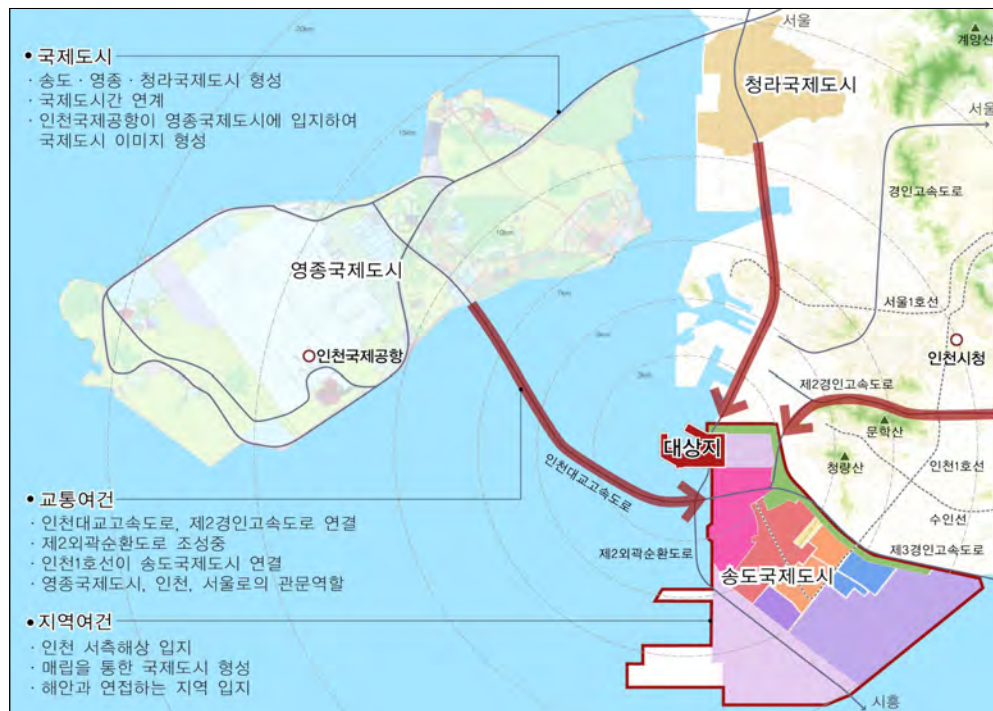 • 국제도시
· 송도 · 영종 · 청라국제도시 형성
· 국제도시간 연계
· 인천국제공항이 영종국제도시에 입지하여
국제도시 이미지 형성
서울
계양산
청라국제도시
서울
경인고속도로
영종국제도시
서울1호선
인천국제공항
인천시청
제2경인고속도로
문학산
대상지
청량산
인천1호선
인천대교고속도로
수인선
제2외곽순환도로
제3경인고속도로
송도국제도시
시흥
20km
15km
10km
7km
5km
3km
• 교통여건
· 인천대교고속도로, 제2경인고속도로 연결
· 제2외곽순환도로 조성중
· 인천1호선이 송도국제도시 연결
· 영종국제도시, 인천, 서울로의 관문역할
• 지역여건
· 인천 서측해상 입지
· 매립을 통한 국제도시 형성
· 해안과 연접하는 지역 입지